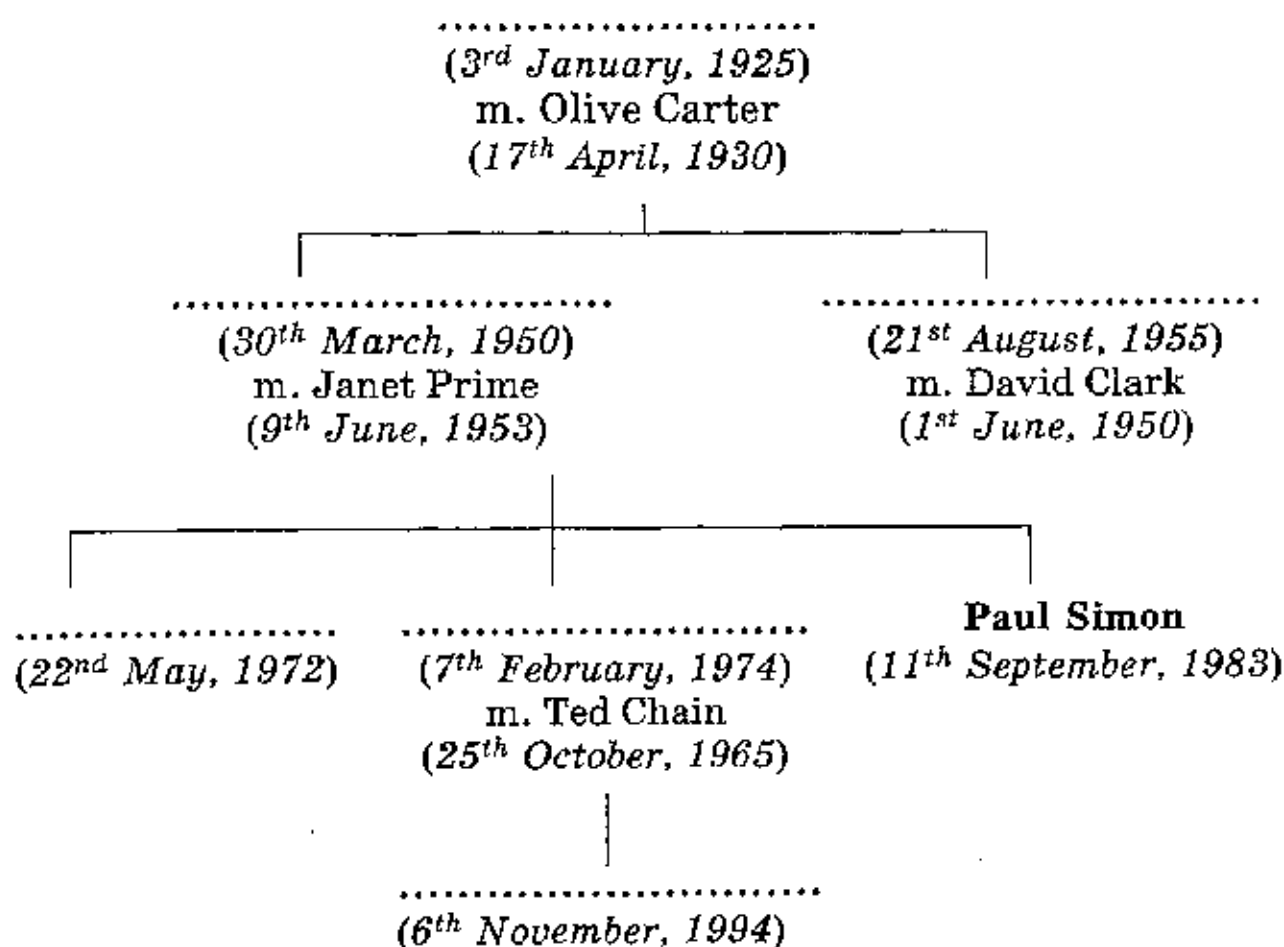 ....................
(3rd January, 1925)
m. Olive Carter
(17th April, 1930)
....................
....................
(30th March, 1950)
(21st August, 1955)
m. Janet Prime
m. David Clark
(9th June, 1953)
(1st June, 1950)
....................
....................
Paul Simon
(22nd May, 1972)
(7th February, 1974)
(11th September, 1983)
m. Ted Chain
(25th October, 1965)
....................
(6th November, 1994)